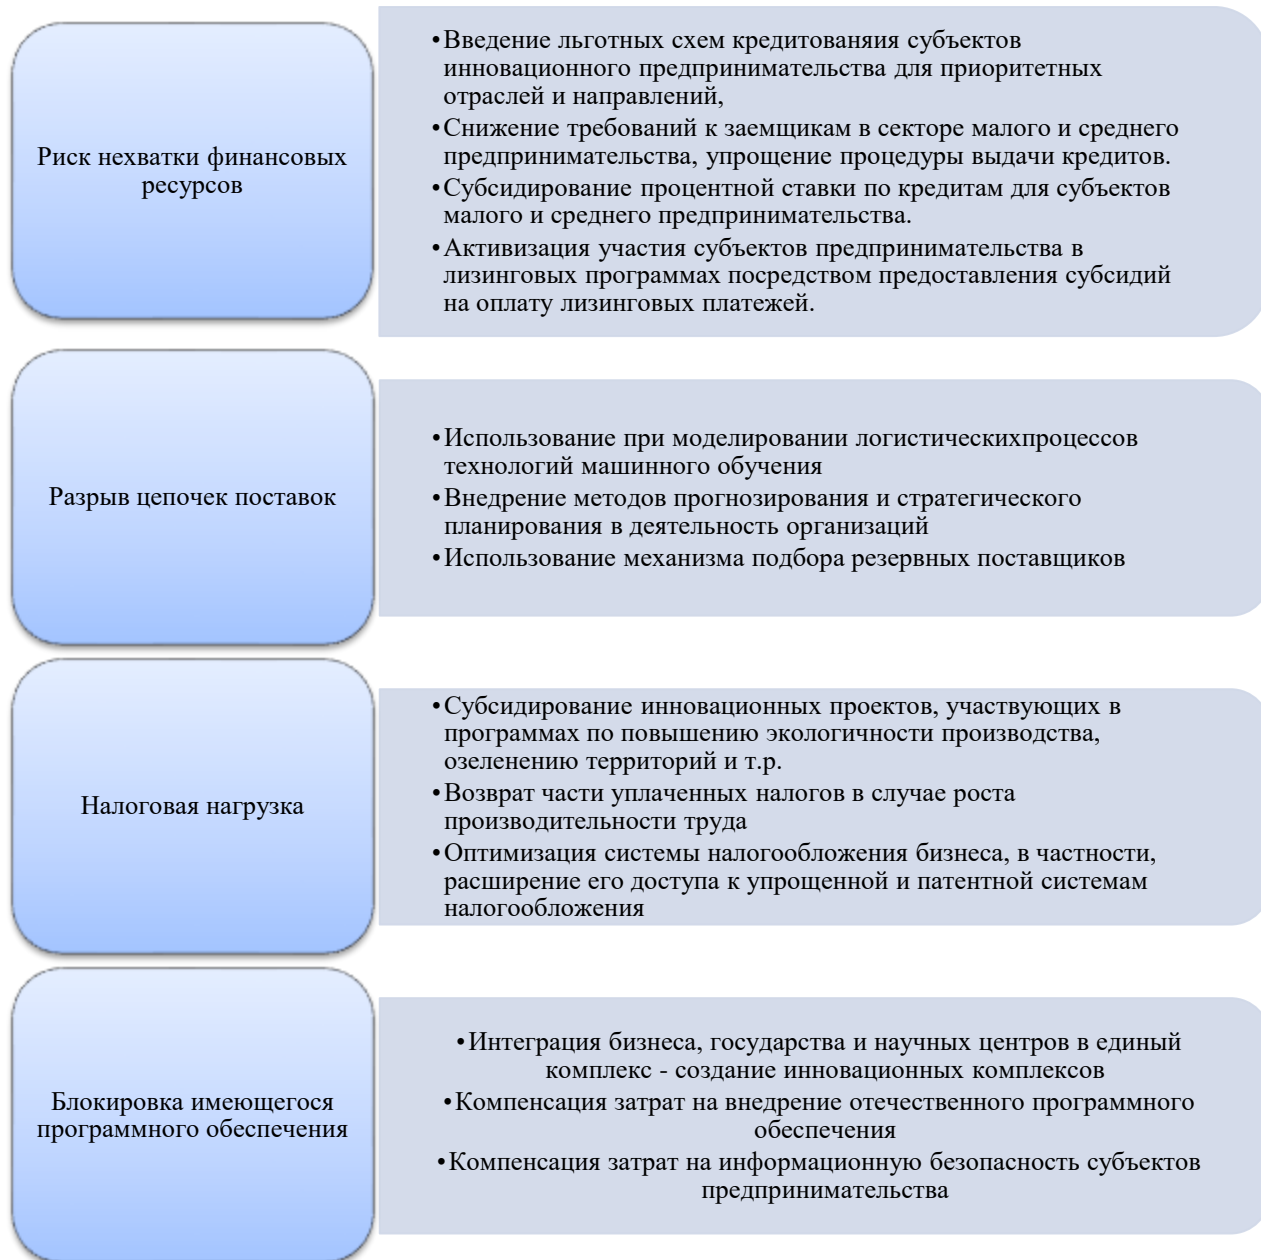 Риск нехватки финансовых
ресурсов
•Введение льготных схем кредитованяия субъектов
инновационного предпринимательства для приоритетных
отраслей и направлений,
•Снижение требований к заемщикам в секторе малого и среднего
предпринимательства, упрощение процедуры выдачи кредитов.
•Субсидирование процентной ставки по кредитам для субъектов
малого и среднего предпринимательства.
•Активизация участия субъектов предпринимательства в
лизинговых программах посредством предоставления субсидий
на оплату лизинговых платежей.
Разрыв цепочек поставок
•Использование при моделировании логистическихпроцессов
технологий машинного обучения
•Внедрение методов прогнозирования и стратегического
планирования в деятельность организаций
•Использование механизма подбора резервных поставщиков
Налоговая нагрузка
•Субсидирование инновационных проектов, участвующих в
программах по повышению экологичности производства,
озеленению территорий и т.р.
•Возврат части уплаченных налогов в случае роста
производительности труда
•Оптимизация системы налогообложения бизнеса, в частности,
расширение его доступа к упрощенной и патентной системам
налогообложения
Блокировка имеющегося
программного обеспечения
•Интеграция бизнеса, государства и научных центров в единый
комплекс - создание инновационных комплексов
•Компенсация затрат на внедрение отечественного программного
обеспечения
•Компенсация затрат на информационную безопасность субъектов
предпринимательства